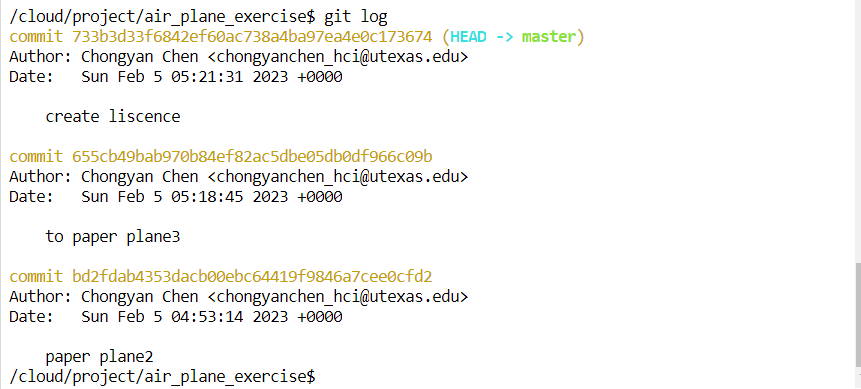 /cloud/project/air_plane_exercise$ git log
commit 733b3d33f6842ef60ac738a4ba97ea4e0c173674 (HEAD -> master)
Author: Chongyan Chen <chongyanchen_hci@utexas.edu>
Date:   Sun Feb 5 05:21:31 2023 +0000
create liscence
commit 655cb49bab970b84ef82ac5dbe05db0df966c09b
Author: Chongyan Chen <chongyanchen_hci@utexas.edu>
Date:   Sun Feb 5 05:18:45 2023 +0000
to paper plane3
commit bd2fdab4353dacb00ebc64419f9846a7cee0cfd2
Author: Chongyan Chen <chongyanchen_hci@utexas.edu>
Date:   Sun Feb 5 04:53:14 2023 +0000
paper plane2
/cloud/project/air_plane_exercise$